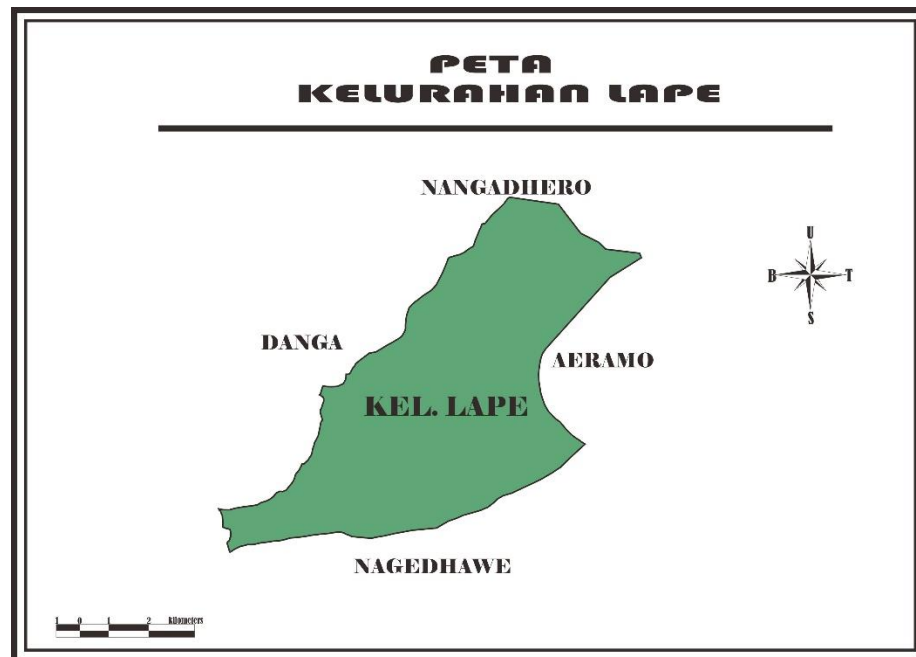 PETA
KELURAHAN LAPE
NANGADHERO
U
B T
S
DANGA
AERAMO
KEL. LAPE
NAGEDHAWE
1 0 1 2 kilometers